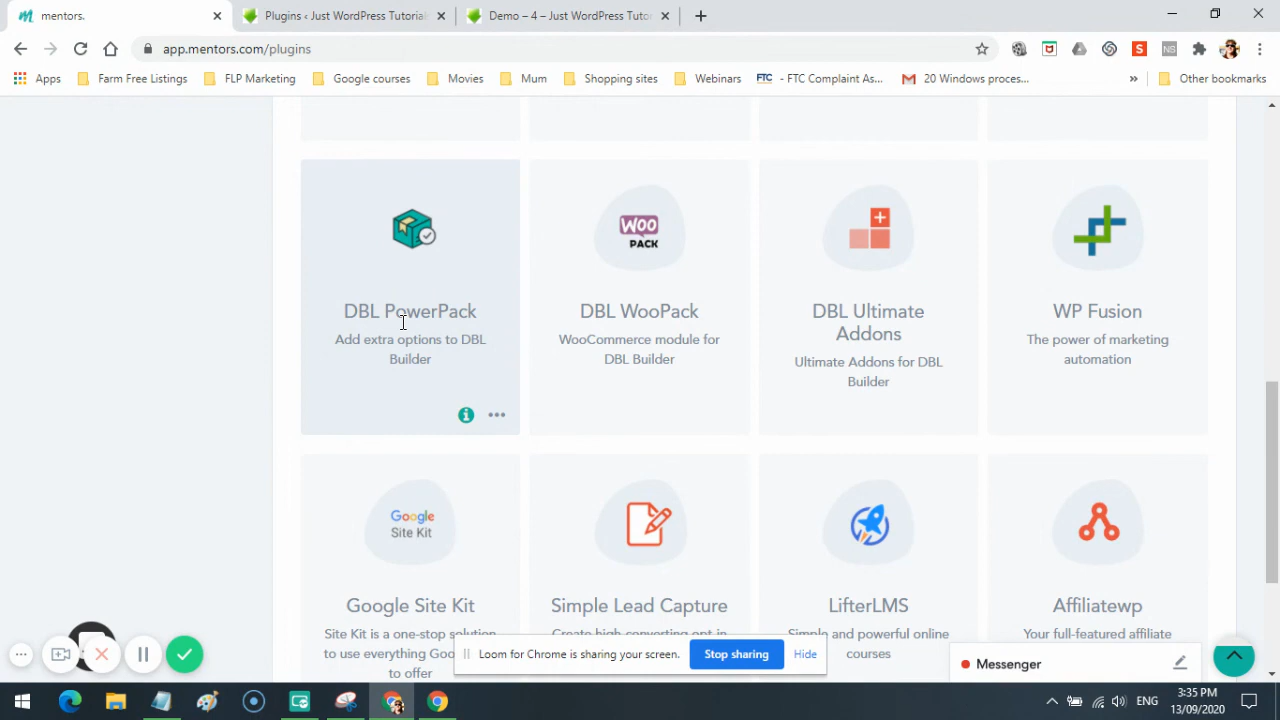 mentors.
Plugins ‹ Just WordPress Tutorial
Demo – 4 – Just WordPress Tutor
app.mentors.com/plugins
Apps
Farm Free Listings
FLP Marketing
Google courses
Movies
Mum
Shopping sites
Webinars
FTC - FTC Complaint As...
20 Windows proces...
»
Other bookmarks
S
NS
WOO
PACK
DBL PowerPack
DBL WooPack
DBL Ultimate
Addons
WP Fusion
Add extra options to DBL
Builder
WooCommerce module for
DBL Builder
Ultimate Addons for DBL
Builder
The power of marketing
automation
Google
Site Kit
Google Site Kit
Simple Lead Capture
LifterLMS
Affiliatewp
Site Kit is a one-stop solution
to use everything Goo
to offer
Simple and powerful online
courses
Your full-featured affiliate
Loom for Chrome is sharing your screen.
Stop sharing
Hide
Messenger
ENG
3:35 PM
13/09/2020